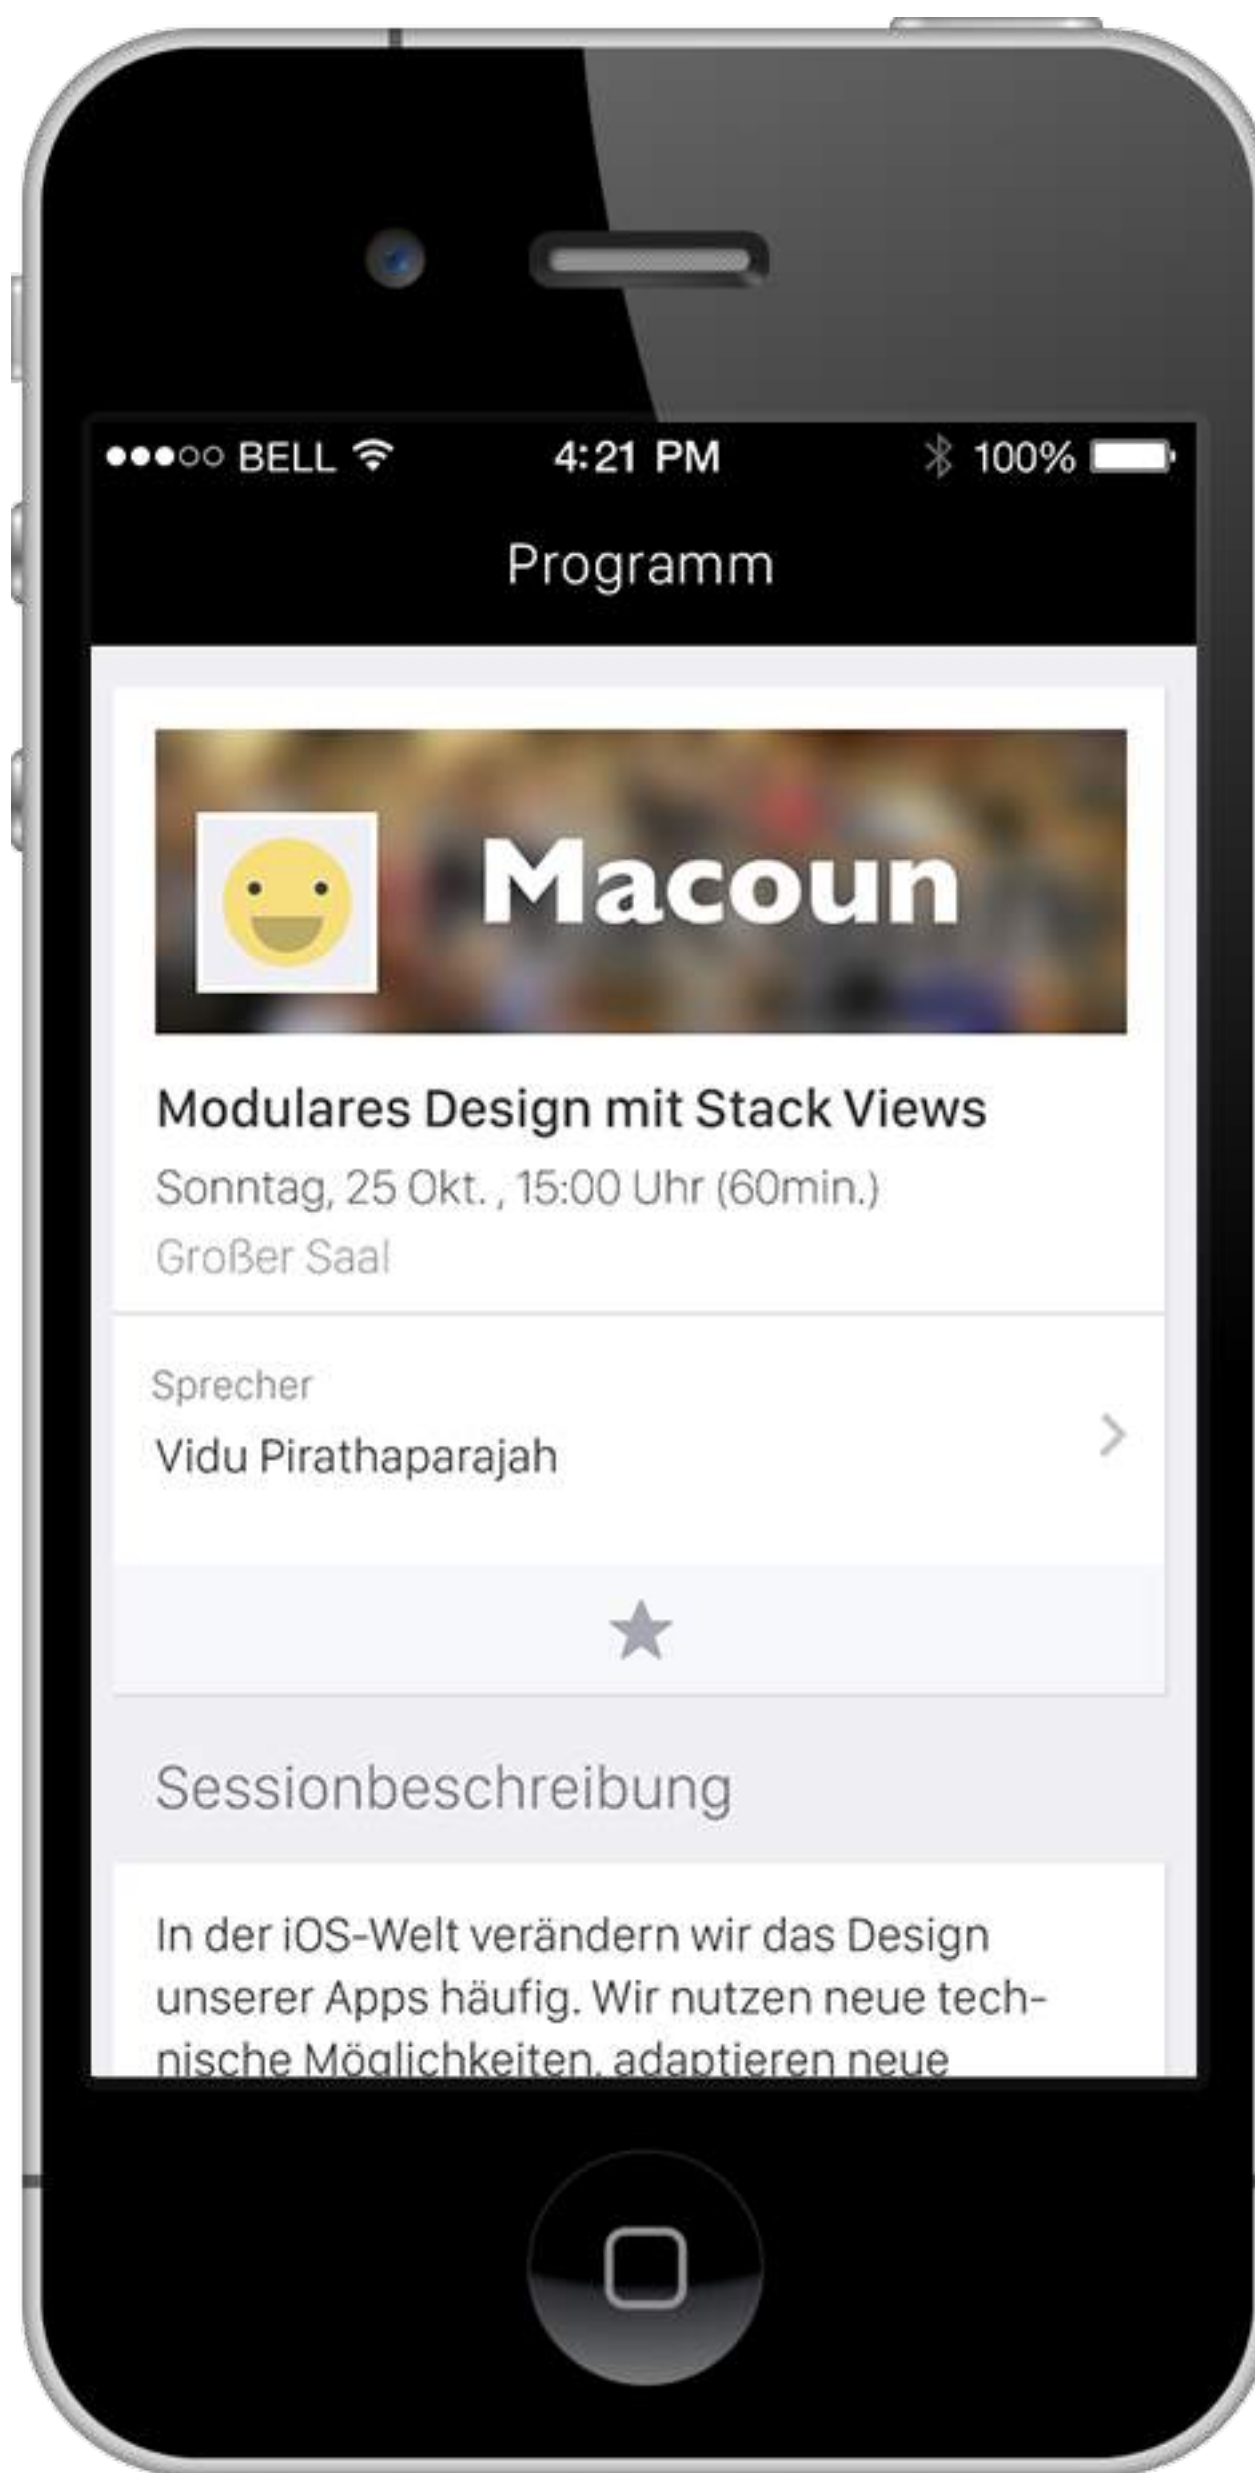 BELL 4:21 PM 100%
Programm
Macoun
Modulares Design mit Stack Views
Sonntag, 25 Okt. , 15:00 Uhr (60min.)
Großer Saal
Sprecher
Vidu Pirathaparajah
Sessionbeschreibung
In der iOS-Welt verändern wir das Design
unserer Apps häufig. Wir nutzen neue tech-
nische Möglichkeiten, adaptieren neue